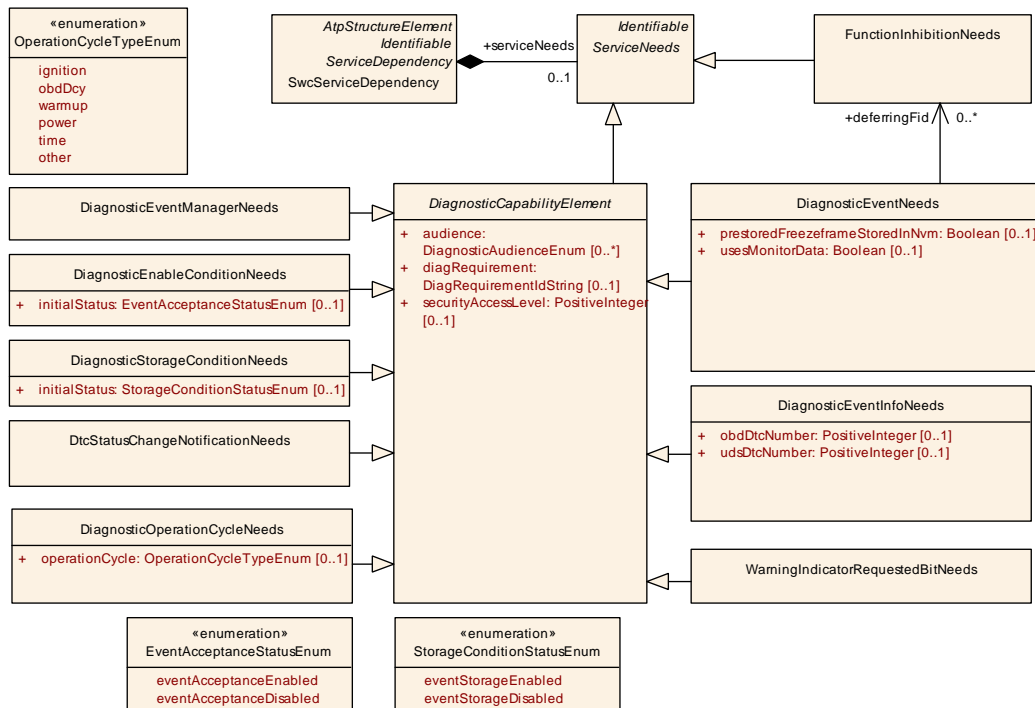 «enumeration»
OperationCycleTypeEnum
ignition
obdDcy
warmup
power
time
other
AtpStructureElement
Identifiable
ServiceDependency
SwcServiceDependency
+serviceNeeds
0..1
Identifiable
ServiceNeeds
FunctionInhibitionNeeds
+deferringFid
0..*
DiagnosticEventManagerNeeds
DiagnosticEnableConditionNeeds
+ initialStatus: EventAcceptanceStatusEnum [0..1]
DiagnosticStorageConditionNeeds
+ initialStatus: StorageConditionStatusEnum [0..1]
DtcStatusChangeNotificationNeeds
DiagnosticOperationCycleNeeds
+ operationCycle: OperationCycleTypeEnum [0..1]
DiagnosticCapabilityElement
+ audience:
DiagnosticAudienceEnum [0..*]
+ diagRequirement:
DiagRequirementIdString [0..1]
+ securityAccessLevel: PositiveInteger
[0..1]
DiagnosticEventNeeds
+ prestoredFreezeframeStoredInNvm: Boolean [0..1]
+ usesMonitorData: Boolean [0..1]
DiagnosticEventInfoNeeds
+ obdDtcNumber: PositiveInteger [0..1]
+ udsDtcNumber: PositiveInteger [0..1]
WarningIndicatorRequestedBitNeeds
«enumeration»
EventAcceptanceStatusEnum
eventAcceptanceEnabled
eventAcceptanceDisabled
«enumeration»
StorageConditionStatusEnum
eventStorageEnabled
eventStorageDisabled